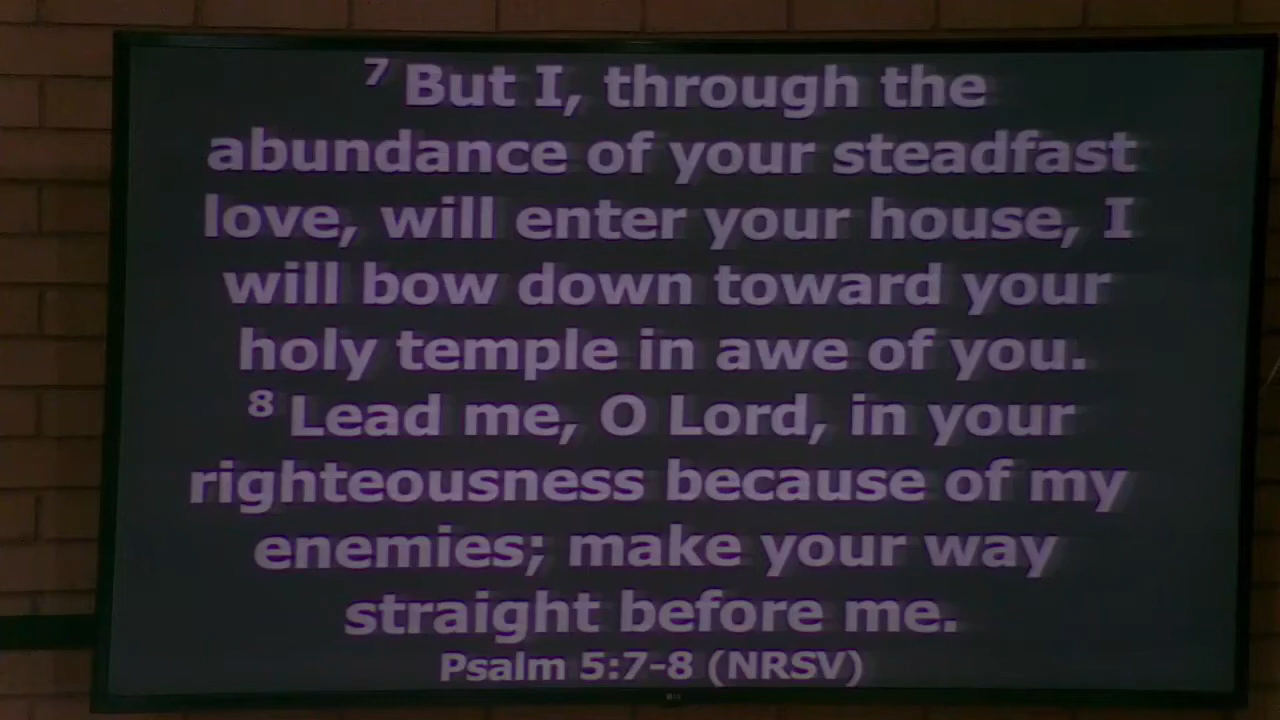 7 But I, through the
abundance of your steadfast
love, will enter your house, I
will bow down toward your
holy temple in awe of you.
8 Lead me, O Lord, in your
righteousness because of my
enemies; make your way
straight before me.
Psalm 5:7-8 (NRSV)
LG